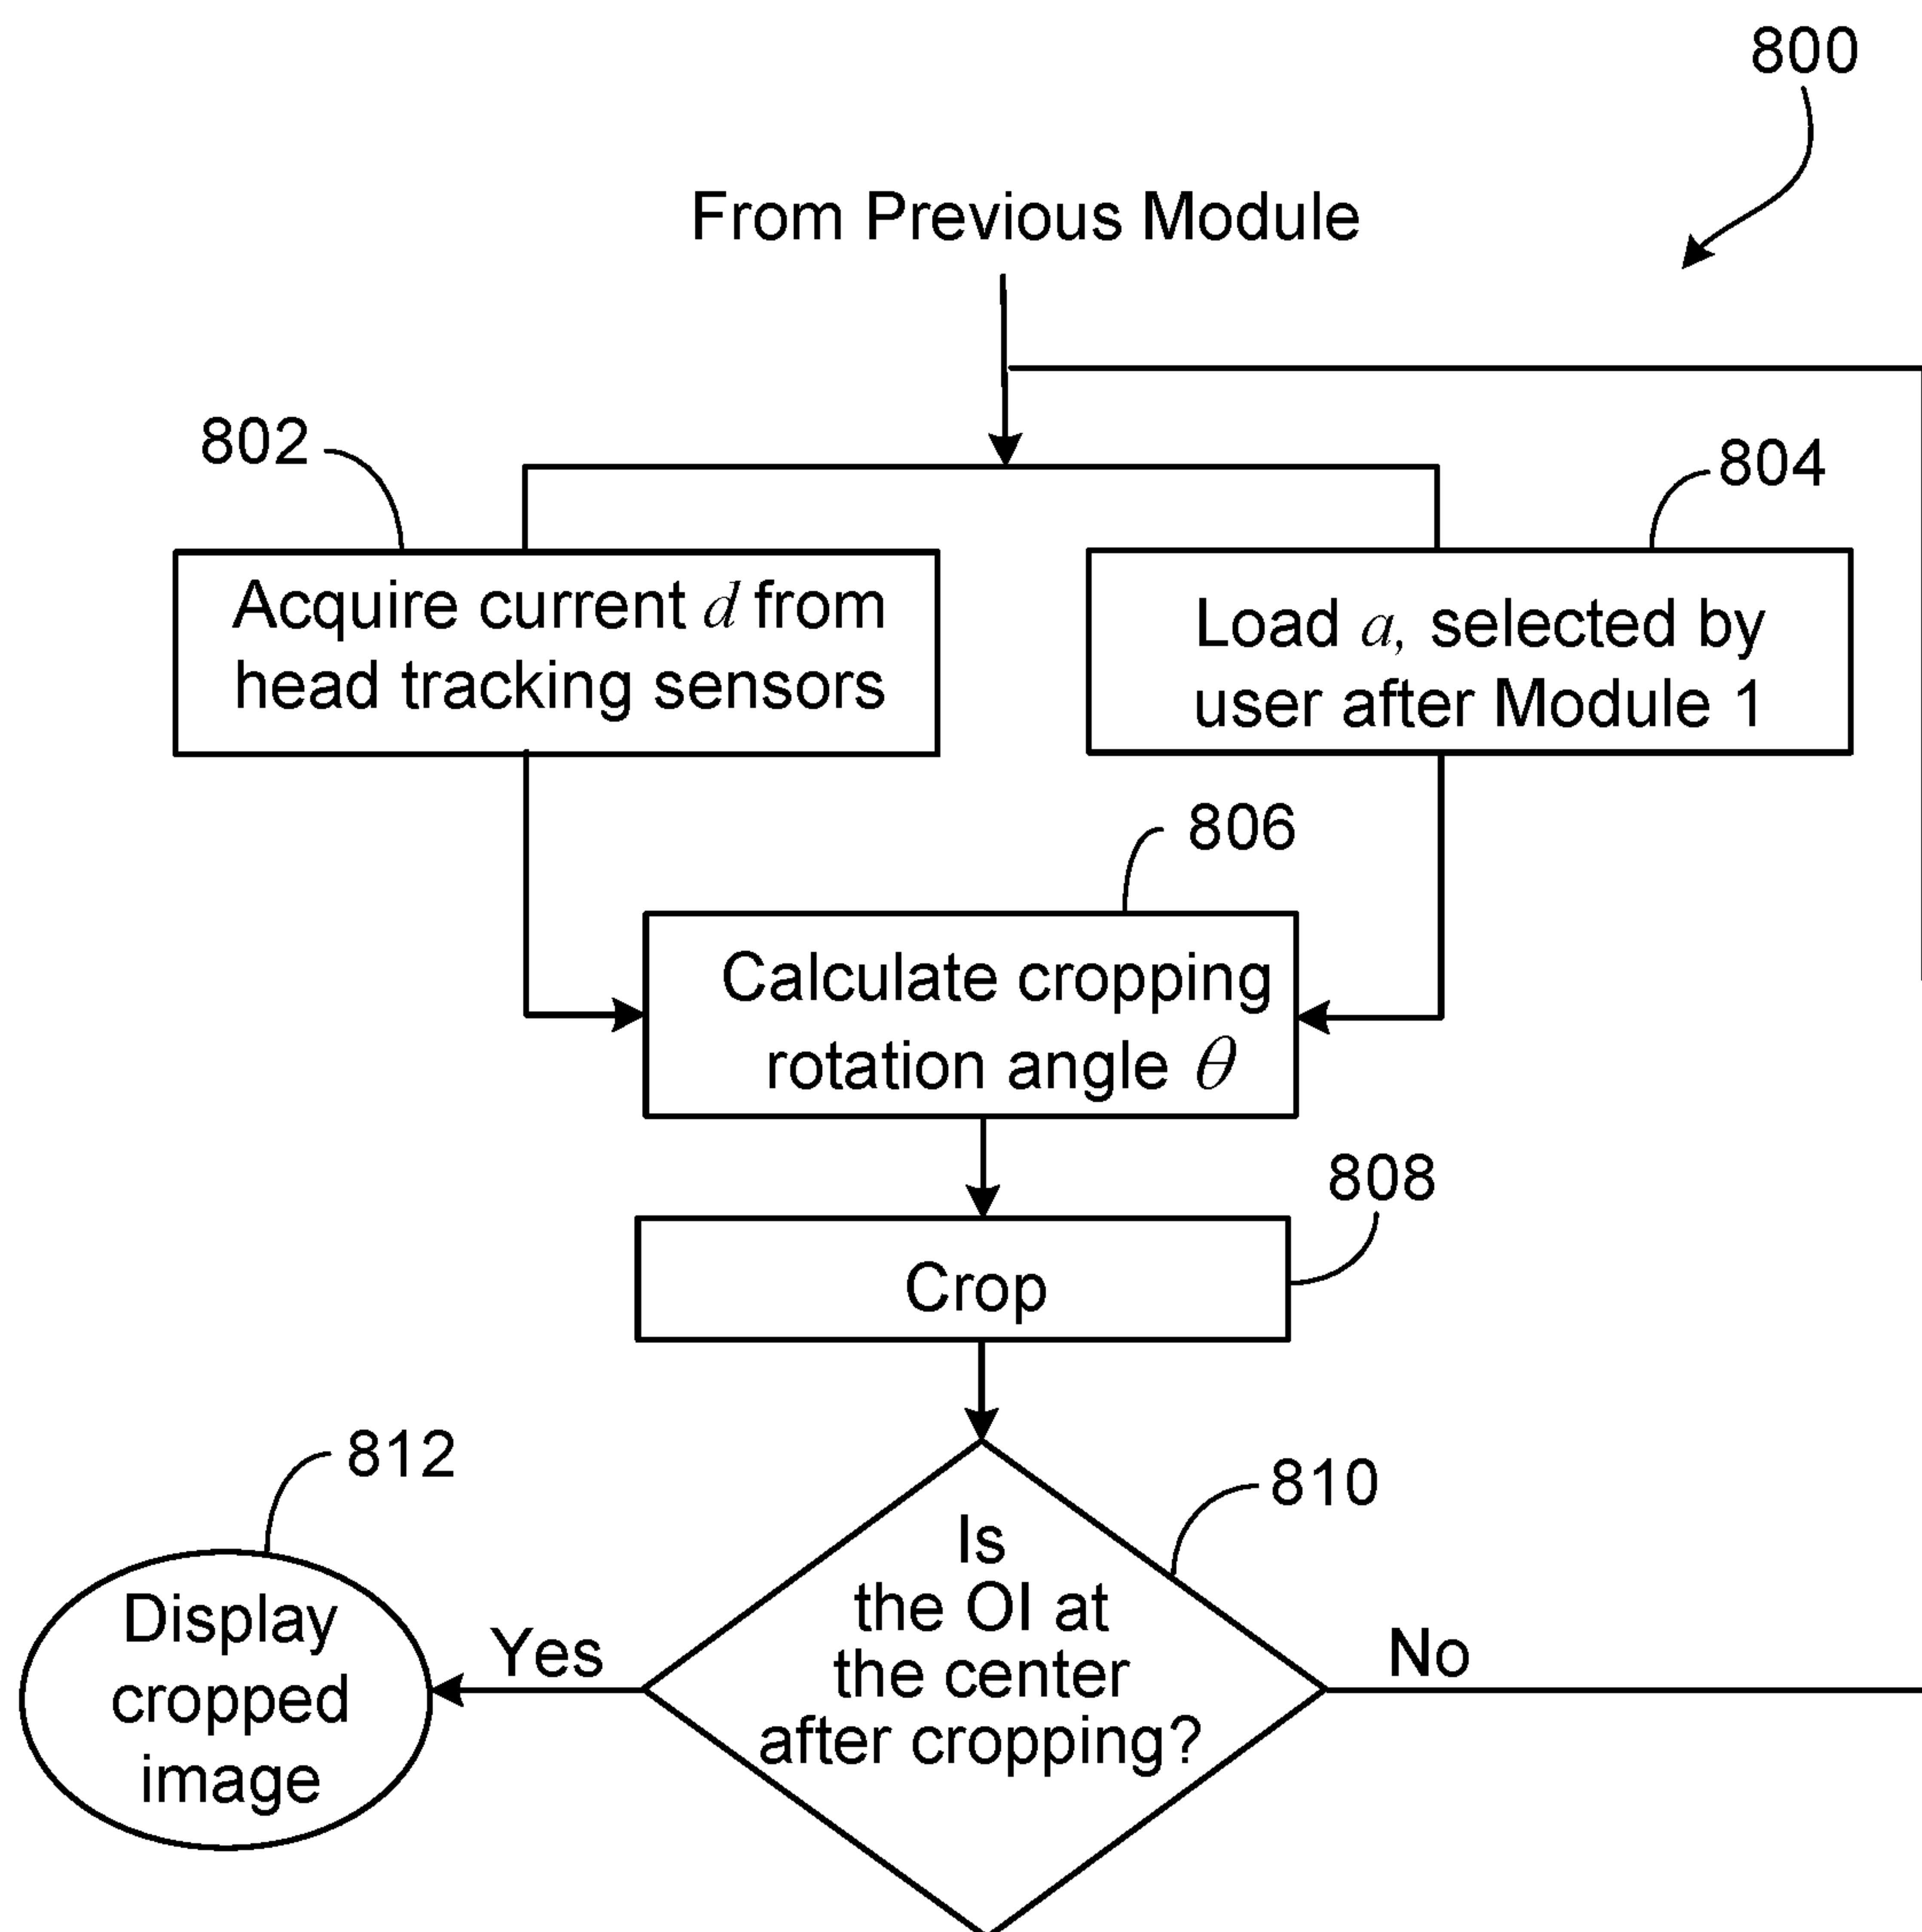 800
From Previous Module
802
804
Acquire current d from
head tracking sensors
Load a, selected by
user after Module 1
806
Calculate cropping
rotation angle θ
808
Crop
812
810
Is
the OI at
the center
after cropping?
Yes
No
Display
cropped
image